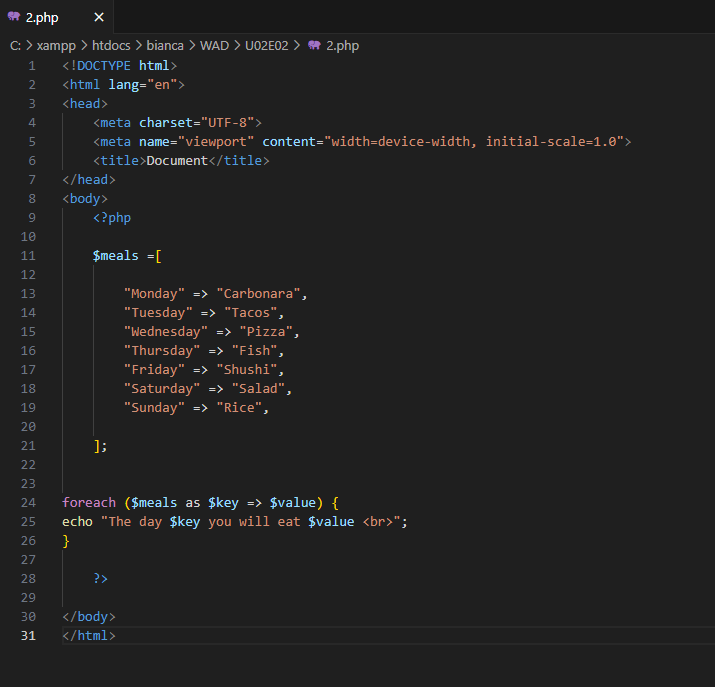 2.php ×
C: > xampp > htdocs > bianca > WAD > U02E02 > 2.php
1 <!DOCTYPE html>
2 <html lang="en">
3 <head>
4     <meta charset="UTF-8">
5     <meta name="viewport" content="width=device-width, initial-scale=1.0">
6     <title>Document</title>
7 </head>
8 <body>
9     <?php
10
11     $meals =[
12
13         "Monday" => "Carbonara",
14         "Tuesday" => "Tacos",
15         "Wednesday" => "Pizza",
16         "Thursday" => "Fish",
17         "Friday" => "Shushi",
18         "Saturday" => "Salad",
19         "Sunday" => "Rice",
20
21     ];
22
23
24 foreach ($meals as $key => $value) {
25 echo "The day $key you will eat $value <br>";
26 }
27
28     ?>
29
30 </body>
31 </html>